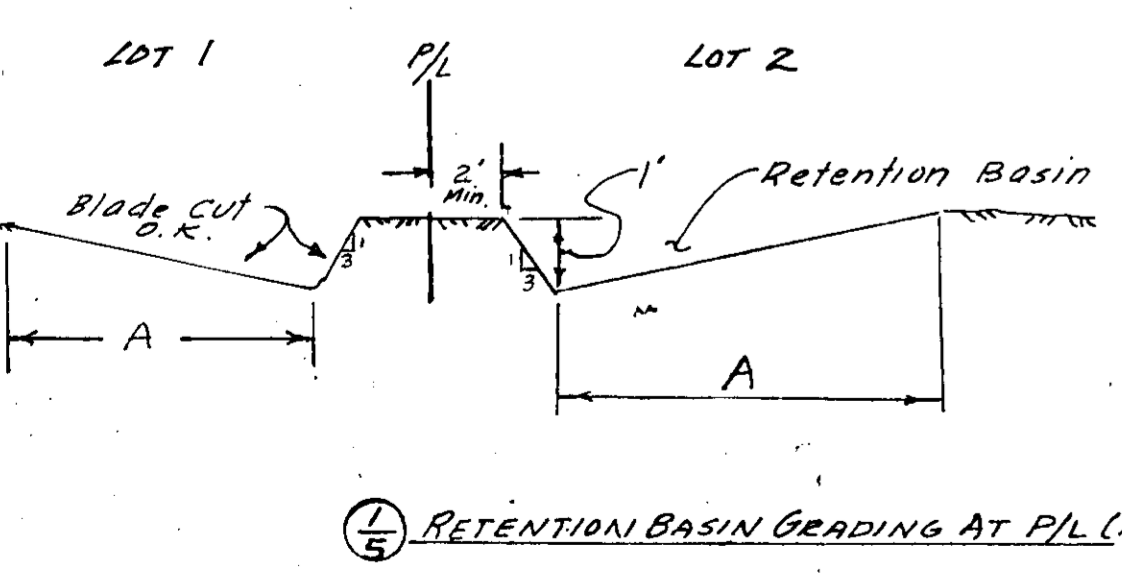 LOT 1
P/L
LOT 2
2'
Min.
1'
Retention Basin
Blade Cut
O.K.
1
3
1
3
A
A
1
5
RETENTION BASIN GRADING AT P/L (